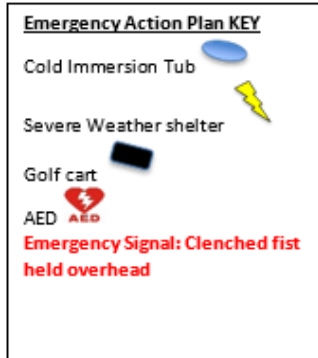 Emergency Action Plan KEY
Cold Immersion Tub
Severe Weather shelter
Golf cart
AED AED
Emergency Signal: Clenched fist
held overhead